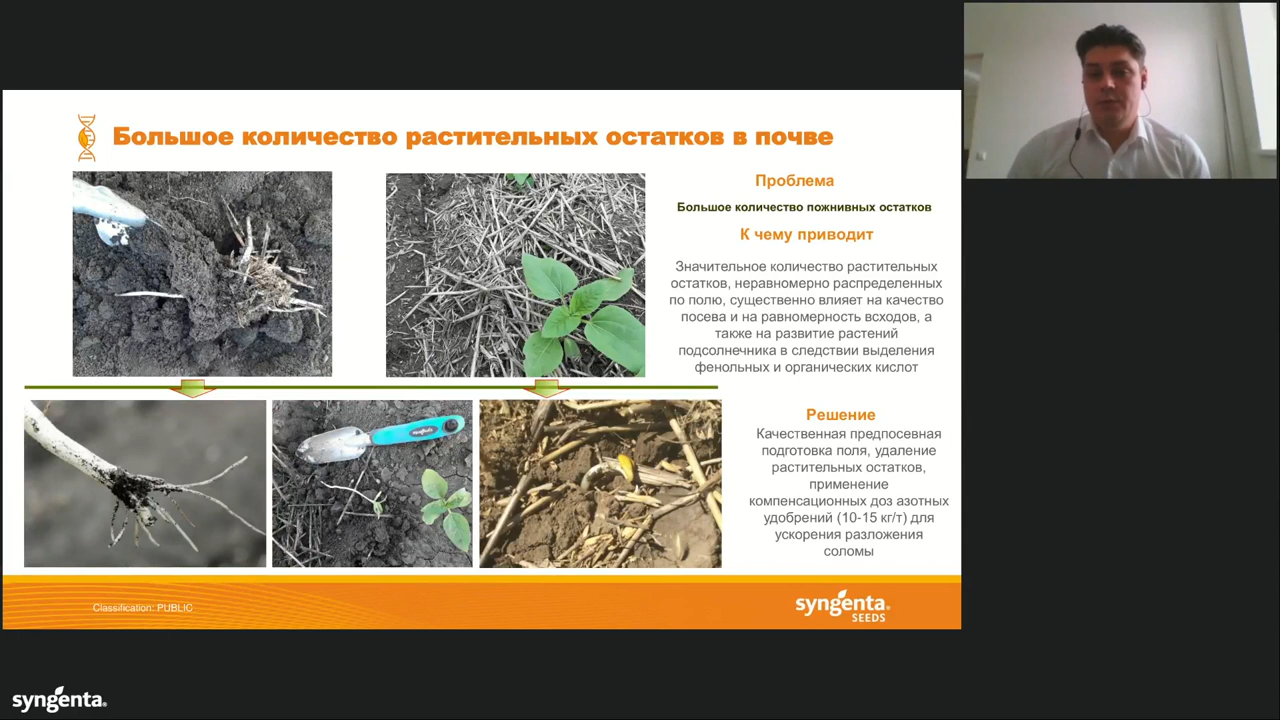 Большое количество растительных остатков в почве
Проблема
Большое количество пожнивных остатков
К чему приводит
Значительное количество растительных
остатков, неравномерно распределенных
по полю, существенно влияет на качество
посева и на равномерность всходов, а
также на развитие растений
подсолнечника в следствии выделения
фенольных и органических кислот
Решение
Качественная предпосевная
подготовка поля, удаление
растительных остатков,
применение
компенсационных доз азотных
удобрений (10-15 кг/т) для
ускорения разложения
соломы
syngenta
Classification: PUBLIC
syngenta
SEEDS
syngenta